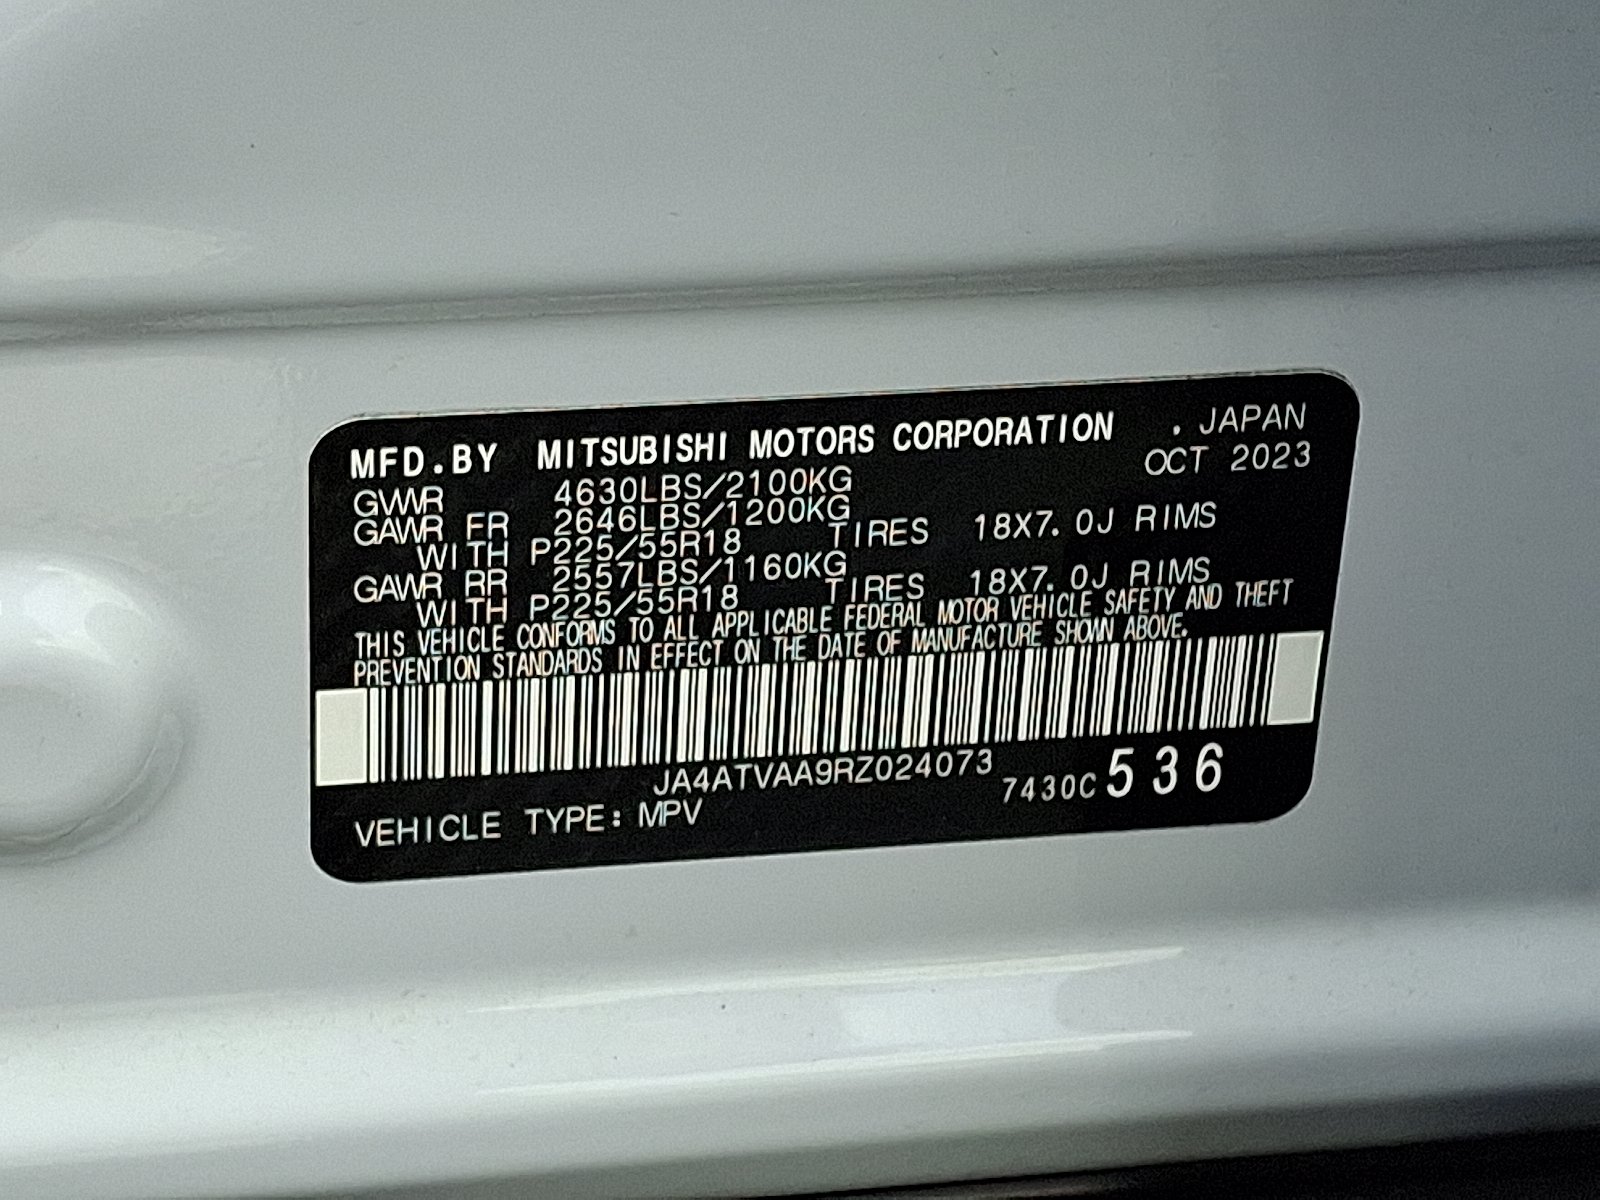 MFD.BY MITSUBISHI MOTORS CORPORATION . JAPAN
OCT 2023
GVWR 4630LBS/2100KG
GAWR FR 2646LBS/1200KG
WITH P225/55R18 TIRES 18X7.0J RIMS
GAWR RR 2557LBS/1160KG
WITH P225/55R18 TIRES 18X7.0J RIMS
THIS VEHICLE CONFORMS TO ALL APPLICABLE FEDERAL MOTOR VEHICLE SAFETY AND THEFT
PREVENTION STANDARDS IN EFFECT ON THE DATE OF MANUFACTURE SHOWN ABOVE.
JA4ATVAA9RZ024073
7430C 536
VEHICLE TYPE: MPV